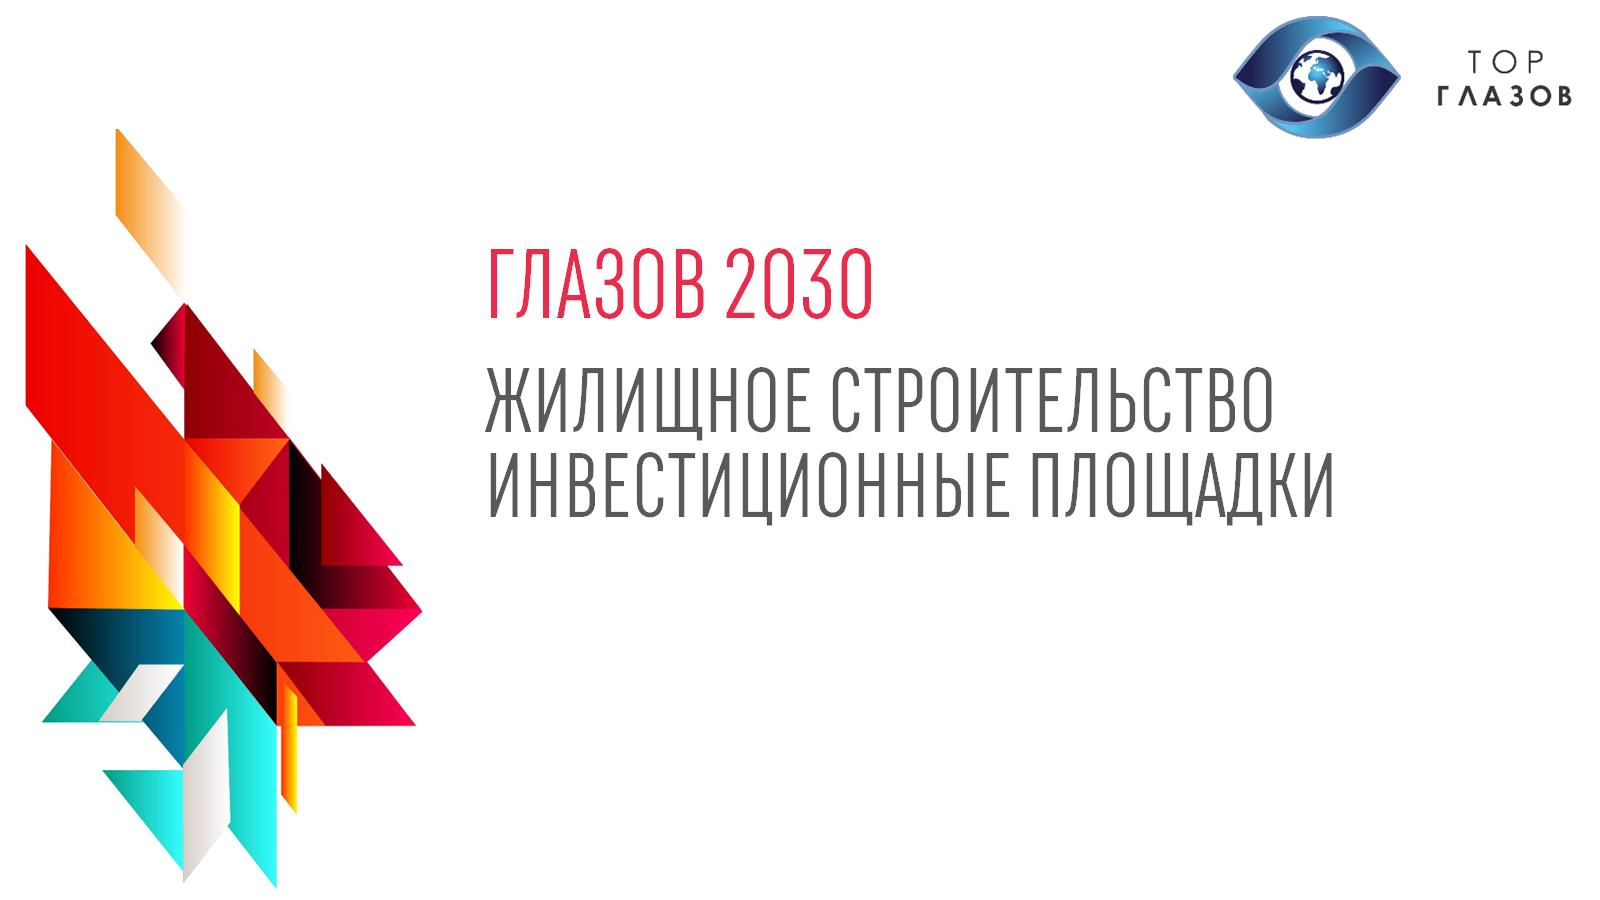 ТОР
ГЛАЗОВ
ГЛАЗОВ 2030
ЖИЛИЩНОЕ СТРОИТЕЛЬСТВО
ИНВЕСТИЦИОННЫЕ ПЛОЩАДКИ